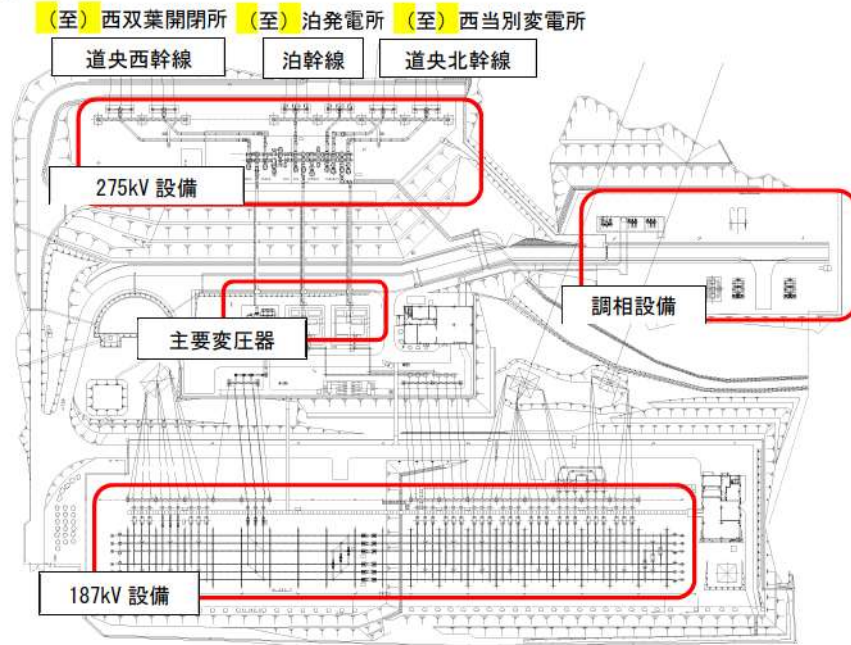 （至）西双葉開閉所 （至）泊発電所 （至）西当別変電所
道央西幹線 泊幹線 道央北幹線
275kV 設備
調相設備
主要変圧器
187kV 設備